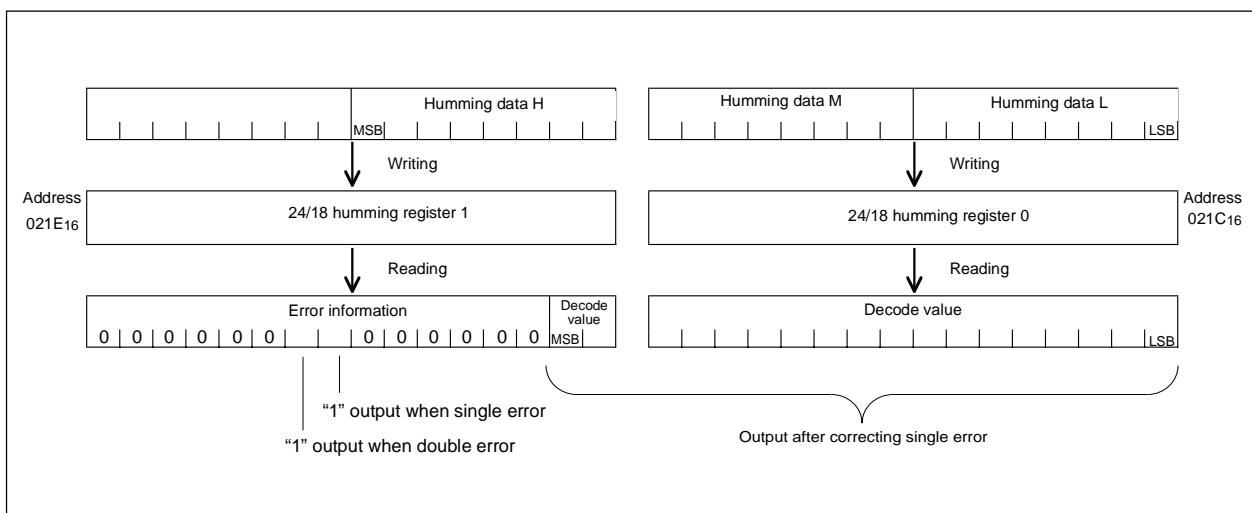 Humming data H
Humming data M
Humming data L
MSB
LSB
Writing
Writing
Address
021E16
24/18 humming register 1
24/18 humming register 0
Address
021C16
Reading
Reading
Error information
Decode
value
Decode value
0 0 0 0 0 0 0 0 0 0 0 0 MSB
LSB
“1” output when single error
“1” output when double error
Output after correcting single error